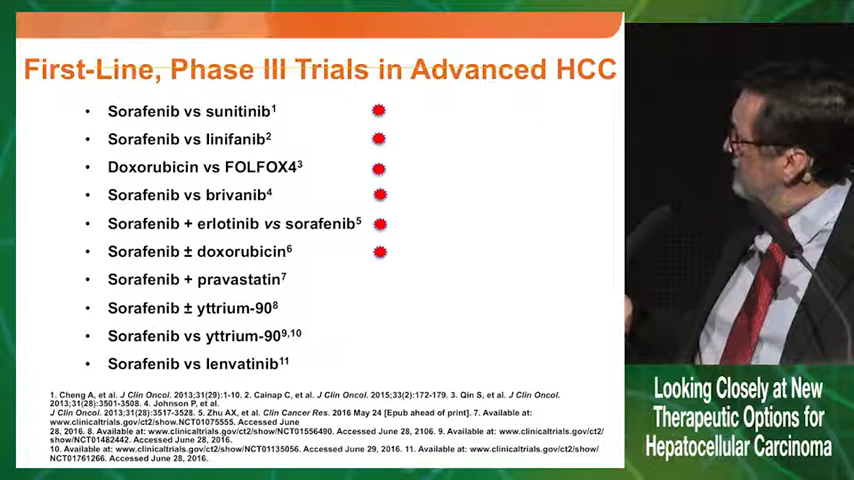 First-Line, Phase III Trials in Advanced HCC
• Sorafenib vs sunitinib¹
• Sorafenib vs linifanib²
• Doxorubicin vs FOLFOX4³
• Sorafenib vs brivanib⁴
• Sorafenib + erlotinib vs sorafenib⁵
• Sorafenib ± doxorubicin⁶
• Sorafenib + pravastatin⁷
• Sorafenib ± yttrium-90⁸
• Sorafenib vs yttrium-90⁹,¹⁰
• Sorafenib vs lenvatinib¹¹
1. Cheng A, et al. J Clin Oncol. 2013:31(29):1-10. 2. Cainap C, et al. J Clin Oncol. 2015:33(2):172-179. 3. Qin S, et al. J Clin Oncol.
2013:31(28):3501-3508. 4. Johnson P, et al.
J Clin Oncol. 2013:31(28):3517-3528. 5. Zhu AX, et al. Clin Cancer Res. 2016 May 24 [Epub ahead of print]. 7. Available at:
www.clinicaltrials.gov/ct2/show.NCT01075555. Accessed June
28, 2016. 8. Available at: www.clinicaltrials.gov/ct2/show/NCT01556490. Accessed June 28, 2106. 9. Available at: www.clinicaltrials.gov/ct2/
show/NCT01482442. Accessed June 28, 2016.
10. Available at: www.clinicaltrials.gov/ct2/show/NCT01135056. Accessed June 29, 2016. 11. Available at: www.clinicaltrials.gov/ct2/show/
NCT01761266. Accessed June 28, 2016.
Looking Closely at New
Therapeutic Options for
Hepatocellular Carcinoma